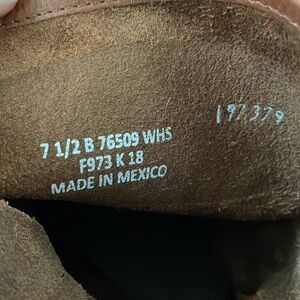 7 1/2 B 76509 WHS
F973 K 18
MADE IN MEXICO
197379